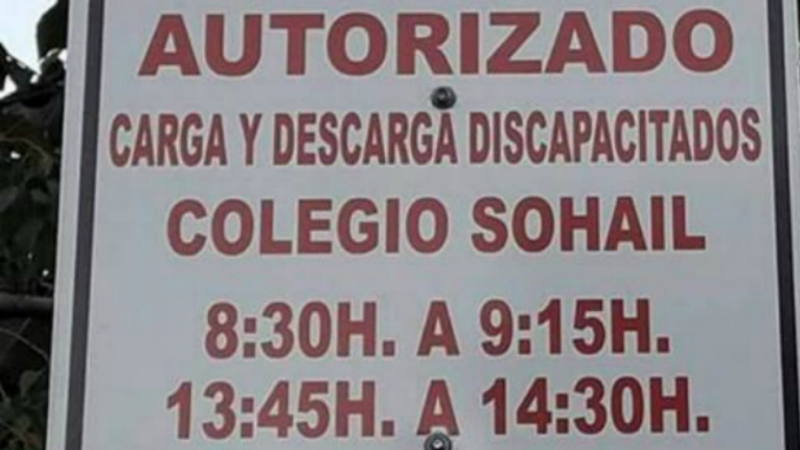 AUTORIZADO
CARGA Y DESCARGA DISCAPACITADOS
COLEGIO SOHAIL
8:30H. A 9:15H.
13:45H. A 14:30H.